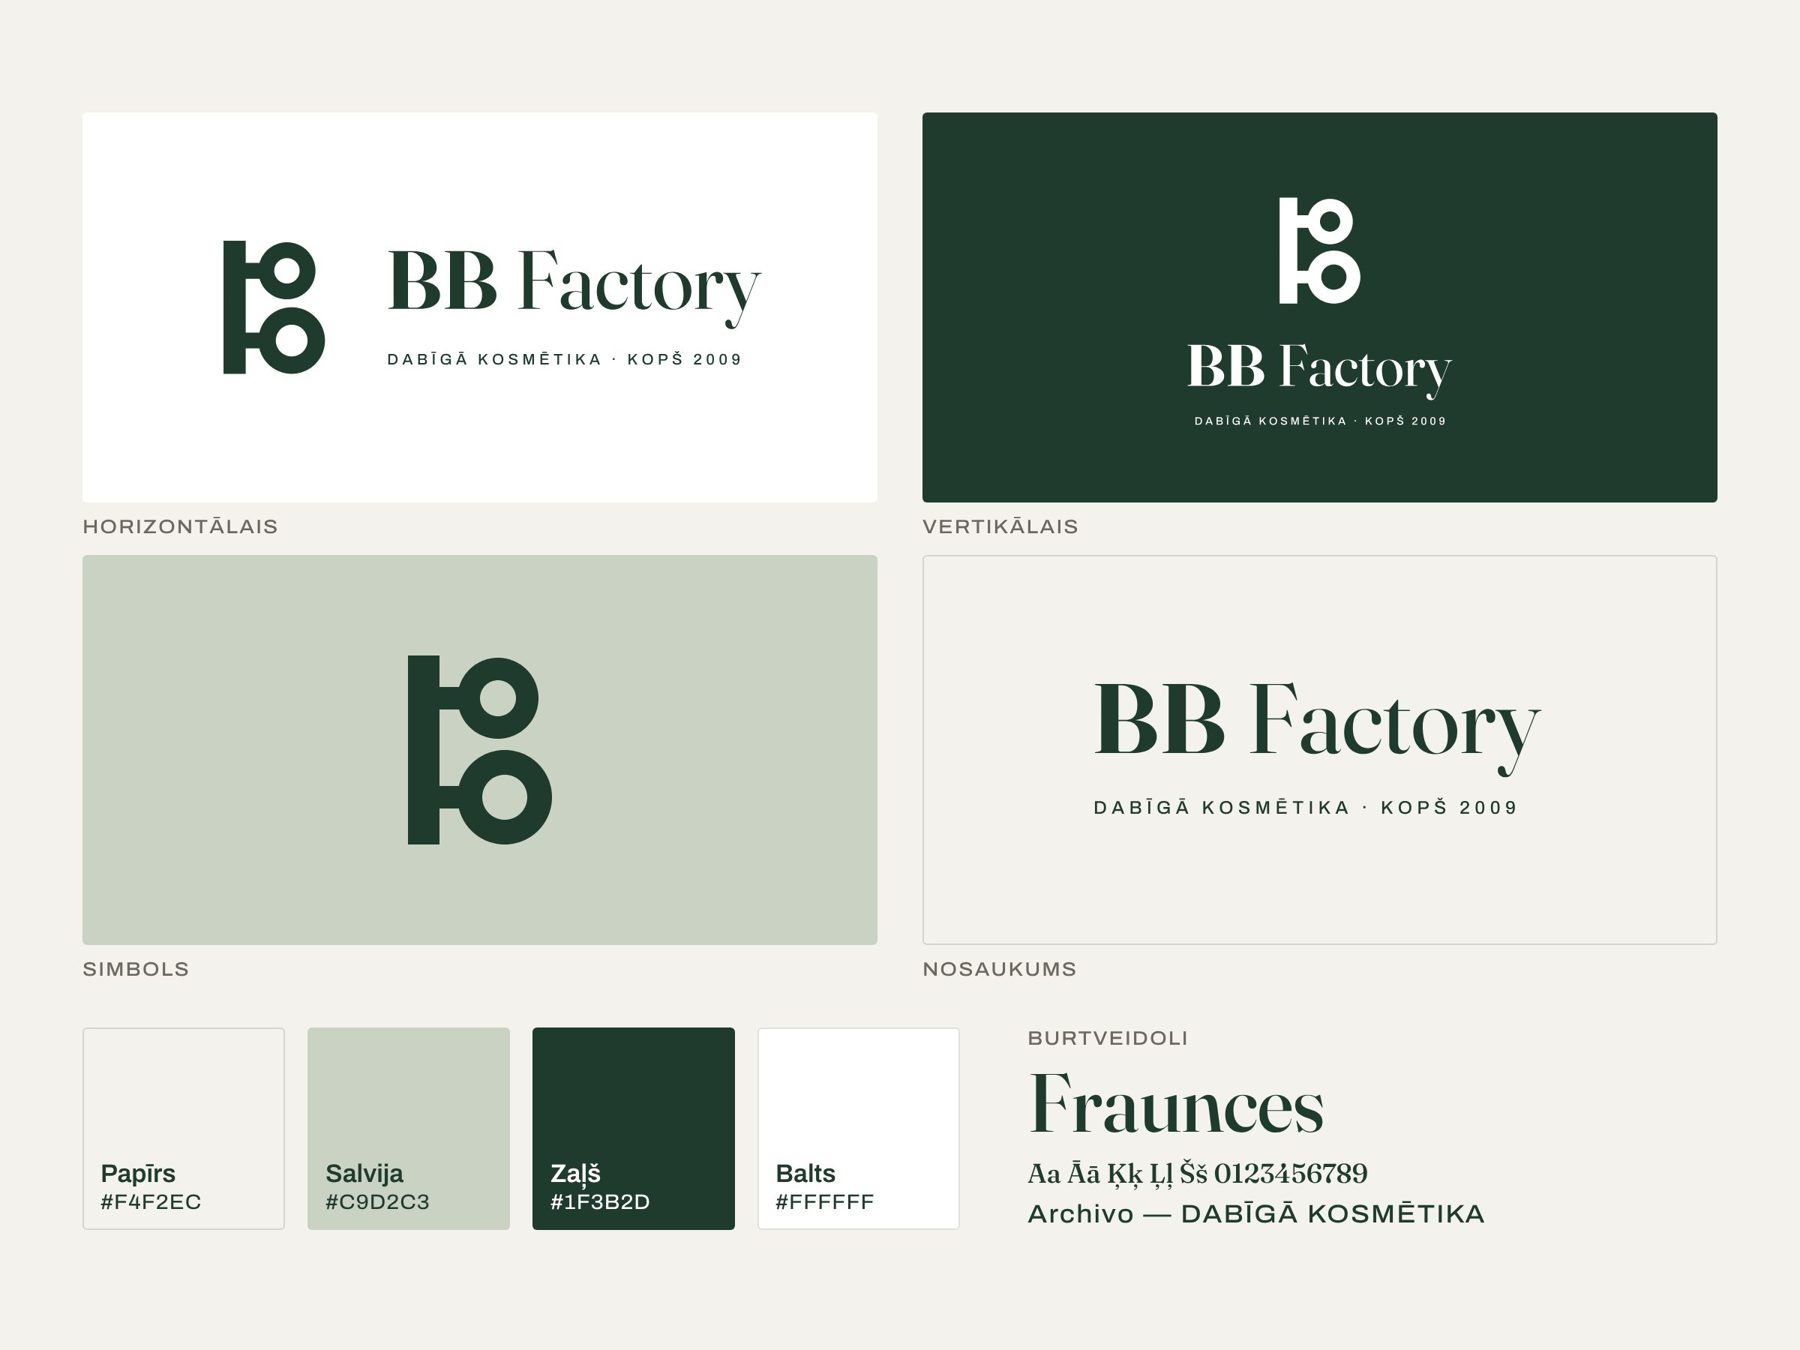 BB Factory
DABĪGĀ KOSMĒTIKA · KOPŠ 2009
HORIZONTĀLAIS
BB Factory
DABĪGĀ KOSMĒTIKA · KOPŠ 2009
VERTIKĀLAIS
SIMBOLS
BB Factory
DABĪGĀ KOSMĒTIKA · KOPŠ 2009
NOSAUKUMS
Papīrs
#F4F2EC
Salvija
#C9D2C3
Zaļš
#1F3B2D
Balts
#FFFFFF
BURTVEIDOLI
Fraunces
Aa Āā Ķķ Ļļ Šš 0123456789
Archivo — DABĪGĀ KOSMĒTIKA